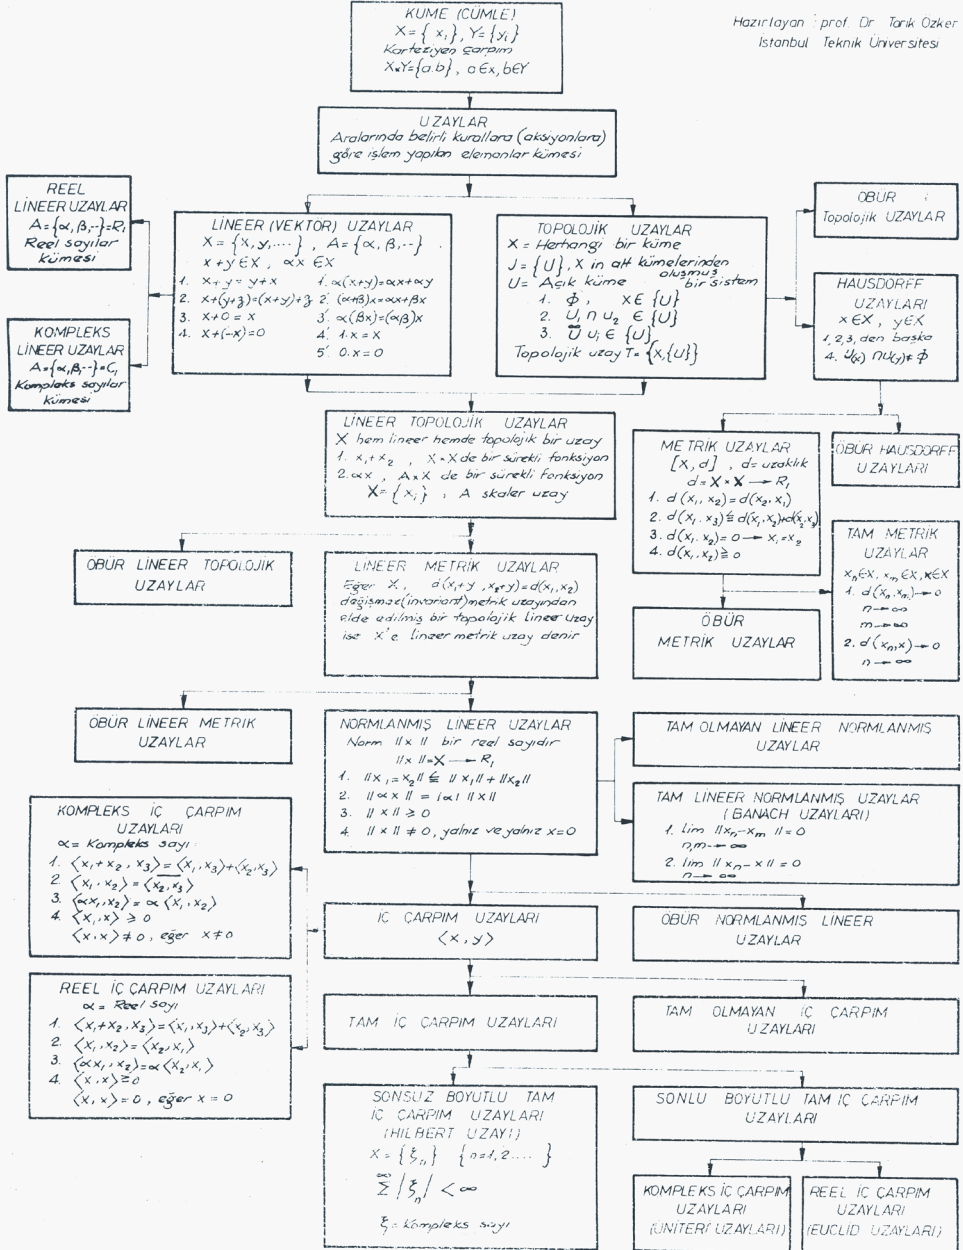 KÜME (CÜMLE)
X = { xᵢ }, Y={yᵢ}
Karteziyen çarpım
X×Y={a.b} , a∈x, b∈Y
Hazırlayan : prof. Dr Tarık Özker
İstanbul Teknik Üniversitesi
UZAYLAR
Aralarında belirli kurallara (aksiyonlara)
göre işlem yapılan elemanlar kümesi
REEL
LİNEER UZAYLAR
A={α,β,--}=R₁
Reel sayılar
kümesi
KOMPLEKS
LİNEER UZAYLAR
A={α,β,--}=C₁
Kompleks sayılar
kümesi
LİNEER (VEKTÖR) UZAYLAR
X = {x,y,....} , A={α,β,--}
x+y∈X , αx∈X
1. x+y = y+x 1'. α(x+y)=αx+αy
2. x+(y+z)=(x+y)+z 2'. (α+β)x=αx+βx
3. x+0 = x 3'. α(βx)=(αβ)x
4. x+(-x)=0 4'. 1.x=x
5'. 0.x=0
TOPOLOJİK UZAYLAR
X = Herhangi bir küme
J={U}, X in alt kümelerinden
oluşmuş
U= Açık küme bir sistem
1. ϕ, X∈{U}
2. U₁∩U₂ ∈{U}
3. ∪̃ Uᵢ∈{U}
Topolojik uzay T={X,{U}}
ÖBÜR
Topolojik UZAYLAR
HAUSDORFF
UZAYLARI
x∈X, y∈X
1,2,3, den başka
4. U(x) ∩U(y)≠ϕ
LİNEER TOPOLOJİK UZAYLAR
X hem lineer hemde topolojik bir uzay
1. x₁+x₂ , X×X de bir sürekli fonksiyon
2. αx , A×X de bir sürekli fonksiyon
X={xᵢ} , A skaler uzay
METRİK UZAYLAR
[X,d] , d=uzaklık
d=X×X → R₁
1. d(x₁,x₂)=d(x₂,x₁)
2. d(x₁.x₃)≦d(x₁,x₂)+d(x₂,x₃)
3. d(x₁.x₂)=0 → x₁=x₂
4. d(x₁.x₂)≧0
ÖBÜR HAUSDORFF
UZAYLARI
TAM METRİK
UZAYLAR
xₙ∈X, xₘ∈X, x∈X
1. d(xₙ,xₘ)→0
n→∞
m→∞
2. d(xₙ,x)→0
n→∞
ÖBÜR
METRİK UZAYLAR
ÖBÜR LİNEER TOPOLOJİK
UZAYLAR
LİNEER METRİK UZAYLAR
Eğer X, d(x₁+y ,x₂+y)=d(x₁,x₂)
değişmez(invariant)metrik uzayından
elde edilmiş bir topolojik lineer uzay
ise X'e lineer metrik uzay denir
ÖBÜR LİNEER METRİK
UZAYLAR
NORMLANMIŞ LİNEER UZAYLAR
Norm ||x|| bir reel sayıdır
||x||=X → R₁
1. ||x₁=x₂||≦ ||x₁||+||x₂||
2. ||αx|| = |α| ||x||
3. ||x|| ≥ 0
4. ||x|| ≠ 0, yalnız ve yalnız x=0
TAM OLMAYAN LİNEER NORMLANMIŞ
UZAYLAR
TAM LİNEER NORMLANMIŞ UZAYLAR
(BANACH UZAYLARI)
1. lim ||xₙ-xₘ|| = 0
n,m→∞
2. lim ||xₙ-x|| = 0
n→∞
KOMPLEKS İÇ ÇARPIM
UZAYLARI
α= Kompleks sayı
1. ⟨x₁+x₂, x₃⟩=⟨x₁,x₃⟩+⟨x₂,x₃⟩
2. ⟨x₁,x₂⟩ = ⟨x₂,x₃⟩
3. ⟨αx₁,x₂⟩=α⟨x₁,x₂⟩
4. ⟨x₁,x⟩ ≥ 0
⟨x.x⟩≠0, eğer x≠0
İÇ ÇARPIM UZAYLARI
⟨x,y⟩
ÖBÜR NORMLANMIŞ LİNEER
UZAYLAR
REEL İÇ ÇARPIM UZAYLARI
α = Reel sayı
1. ⟨x₁+x₂,x₃⟩=⟨x₁,x₃⟩+⟨x₂,x₃⟩
2. ⟨x₁,x₂⟩=⟨x₂,x₁⟩
3. ⟨αx₁,x₂⟩=α⟨x₂,x₁⟩
4. ⟨x,x⟩≧0
⟨x,x⟩=0, eğer x=0
TAM İÇ ÇARPIM UZAYLARI
TAM OLMAYAN İÇ ÇARPIM
UZAYLARI
SONSUZ BOYUTLU TAM
İÇ ÇARPIM UZAYLARI
(HILBERT UZAYI)
X = {ξₙ} {n=1,2....}
∞
Σ |ξₙ| < ∞
ξ= Kompleks sayı
SONLU BOYUTLU TAM İÇ ÇARPIM
UZAYLARI
KOMPLEKS İÇ ÇARPIM
UZAYLARI
(ÜNİTERİ UZAYLARI)
REEL İÇ ÇARPIM
UZAYLARI
(EUCLID UZAYLARI)